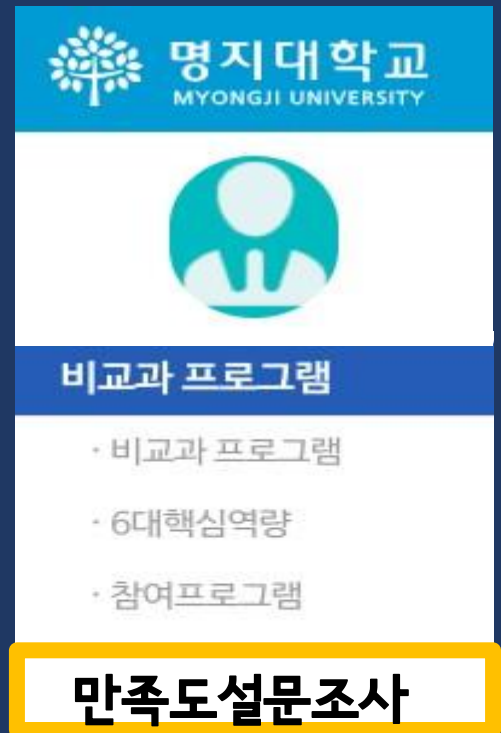 명지대학교
MYONGJI UNIVERSITY
비교과 프로그램
· 비교과 프로그램
· 6대핵심역량
· 참여프로그램
만족도설문조사